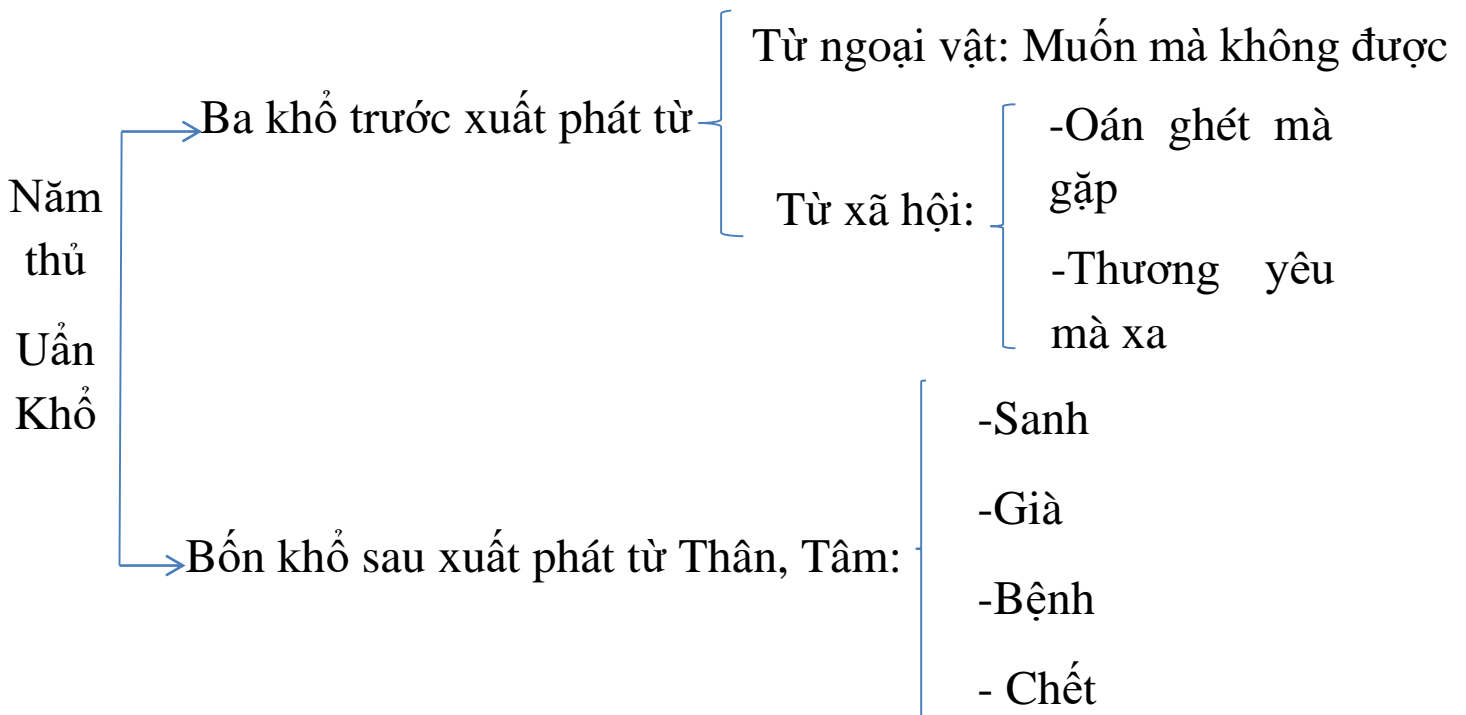 Năm
thủ
Uẩn
Khổ
Ba khổ trước xuất phát từ
Từ ngoại vật: Muốn mà không được
Từ xã hội:
-Oán ghét mà
gặp
-Thương yêu
mà xa
Bốn khổ sau xuất phát từ Thân, Tâm:
-Sanh
-Già
-Bệnh
- Chết